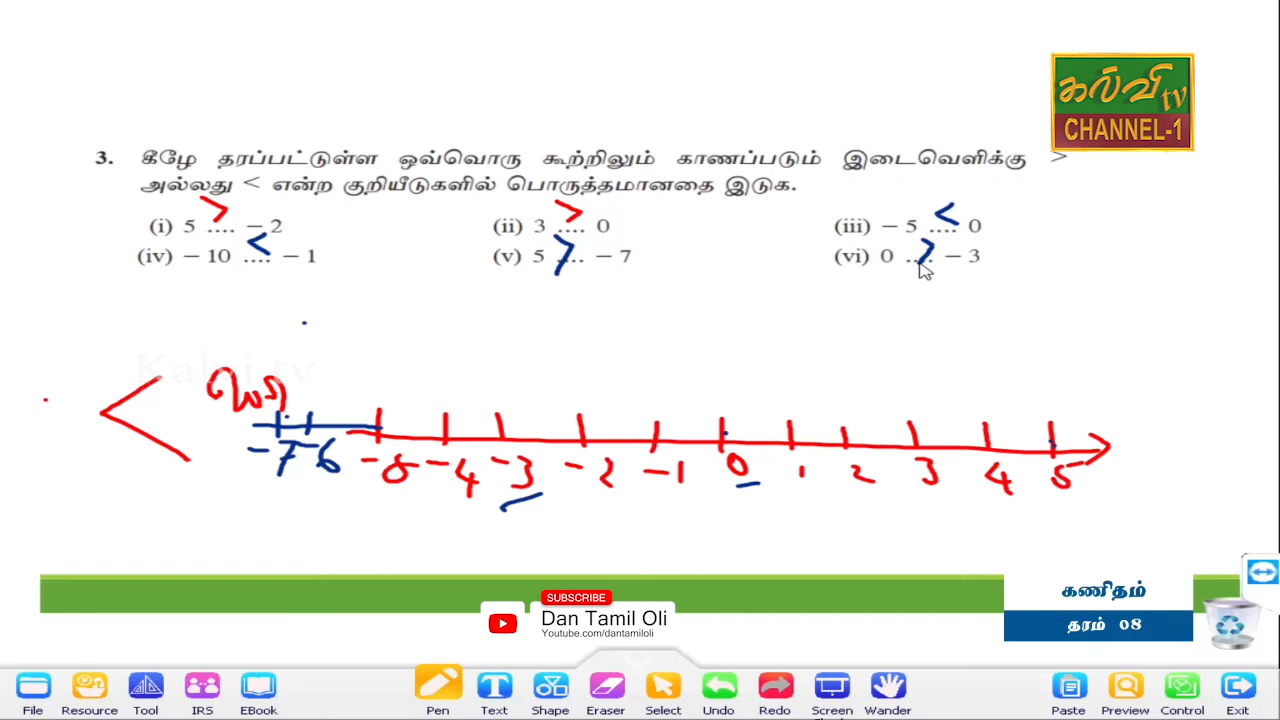 கல்வி tv
CHANNEL-1
3. கீழே தரப்பட்டுள்ள ஒவ்வொரு கூற்றிலும் காணப்படும் இடைவெளிக்கு >
அல்லது < என்ற குறியீடுகளில் பொருத்தமானதை இடுக.
(i) 5 > .... – 2 (ii) 3 > .... 0 (iii) – 5 < .... 0
(iv) – 10 < .... – 1 (v) 5 > .... – 7 (vi) 0 > .... – 3
Kalvi tv
<
-7 -6 -5 -4 -3 -2 -1 0 1 2 3 4 5
கணிதம்
தரம் 08
SUBSCRIBE
Dan Tamil Oli
Youtube.com/dantamiloli
File Resource Tool IRS EBook Pen Text Shape Eraser Select Undo Redo Screen Wander Paste Preview Control Exit